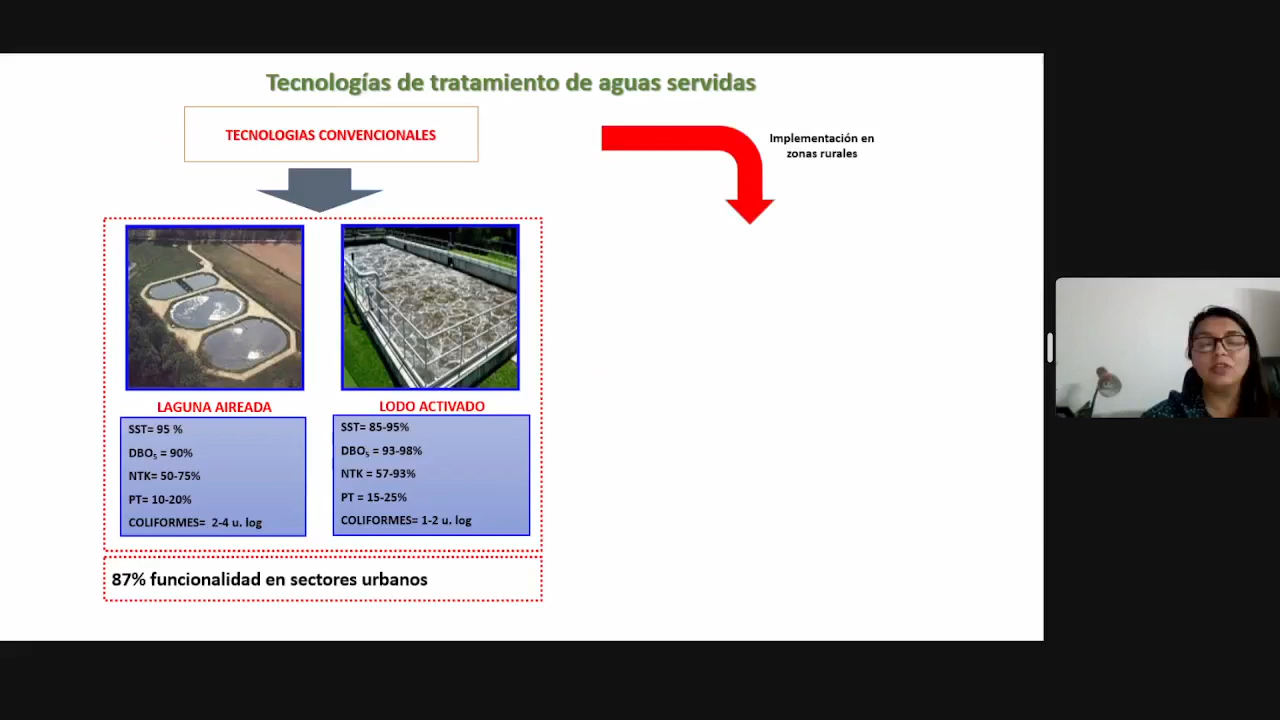 Tecnologías de tratamiento de aguas servidas
TECNOLOGIAS CONVENCIONALES
Implementación en
zonas rurales
LAGUNA AIREADA
SST= 95 %
DBO₅ = 90%
NTK= 50-75%
PT= 10-20%
COLIFORMES= 2-4 u. log
LODO ACTIVADO
SST= 85-95%
DBO₅ = 93-98%
NTK = 57-93%
PT = 15-25%
COLIFORMES= 1-2 u. log
87% funcionalidad en sectores urbanos